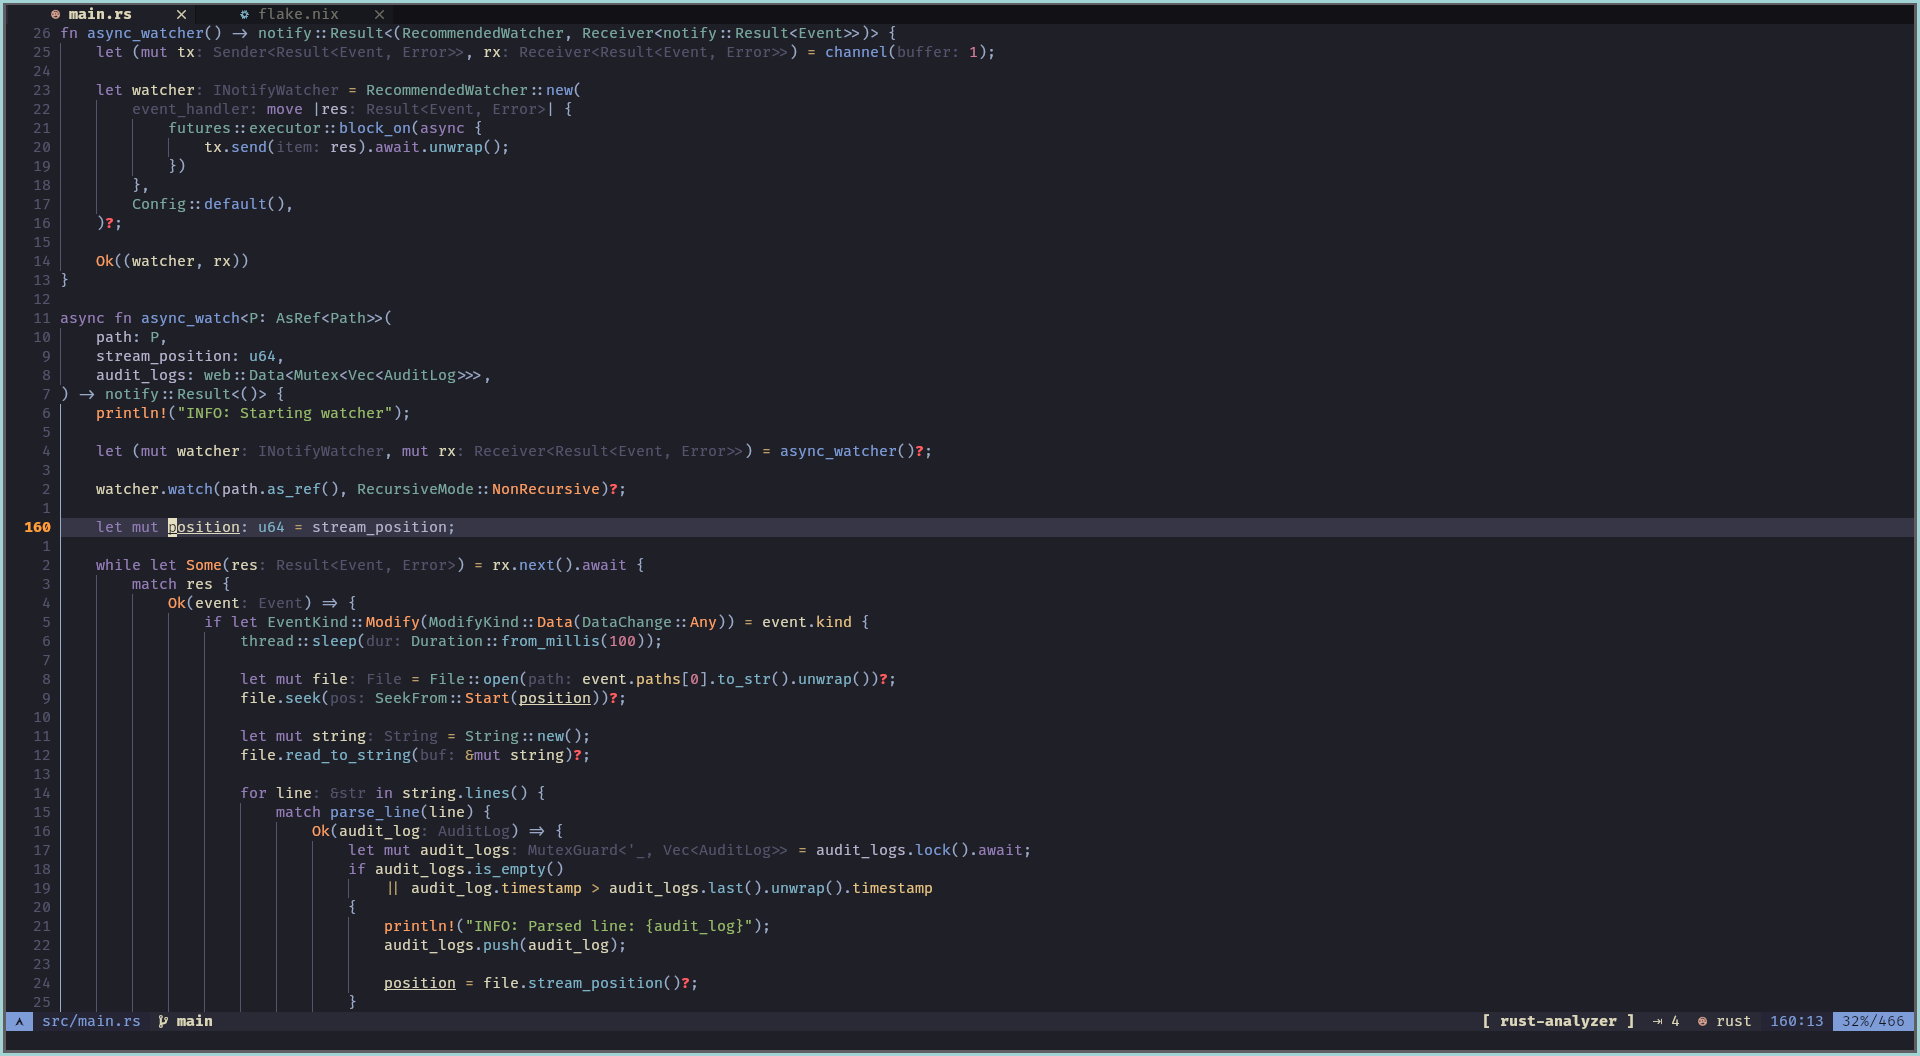 main.rs × flake.nix ×
26 fn async_watcher() -> notify::Result<(RecommendedWatcher, Receiver<notify::Result<Event>>)> {
25     let (mut tx: Sender<Result<Event, Error>>, rx: Receiver<Result<Event, Error>>) = channel(buffer: 1);
24
23     let watcher: INotifyWatcher = RecommendedWatcher::new(
22         event_handler: move |res: Result<Event, Error>| {
21             futures::executor::block_on(async {
20                 tx.send(item: res).await.unwrap();
19             })
18         },
17         Config::default(),
16     )?;
15
14     Ok((watcher, rx))
13 }
12
11 async fn async_watch<P: AsRef<Path>>(
10     path: P,
9     stream_position: u64,
8     audit_logs: web::Data<Mutex<Vec<AuditLog>>>,
7 ) -> notify::Result<()> {
6     println!("INFO: Starting watcher");
5
4     let (mut watcher: INotifyWatcher, mut rx: Receiver<Result<Event, Error>>) = async_watcher()?;
3
2     watcher.watch(path.as_ref(), RecursiveMode::NonRecursive)?;
1
160     let mut position: u64 = stream_position;
1
2     while let Some(res: Result<Event, Error>) = rx.next().await {
3         match res {
4             Ok(event: Event) => {
5                 if let EventKind::Modify(ModifyKind::Data(DataChange::Any)) = event.kind {
6                     thread::sleep(dur: Duration::from_millis(100));
7
8                     let mut file: File = File::open(path: event.paths[0].to_str().unwrap())?;
9                     file.seek(pos: SeekFrom::Start(position))?;
10
11                     let mut string: String = String::new();
12                     file.read_to_string(buf: &mut string)?;
13
14                     for line: &str in string.lines() {
15                         match parse_line(line) {
16                             Ok(audit_log: AuditLog) => {
17                                 let mut audit_logs: MutexGuard<'_, Vec<AuditLog>> = audit_logs.lock().await;
18                                 if audit_logs.is_empty()
19                                     || audit_log.timestamp > audit_logs.last().unwrap().timestamp
20                                 {
21                                     println!("INFO: Parsed line: {audit_log}");
22                                     audit_logs.push(audit_log);
23
24                                     position = file.stream_position()?;
25                                 }
src/main.rs main [ rust-analyzer ] ⇥ 4 rust 160:13 32%/466